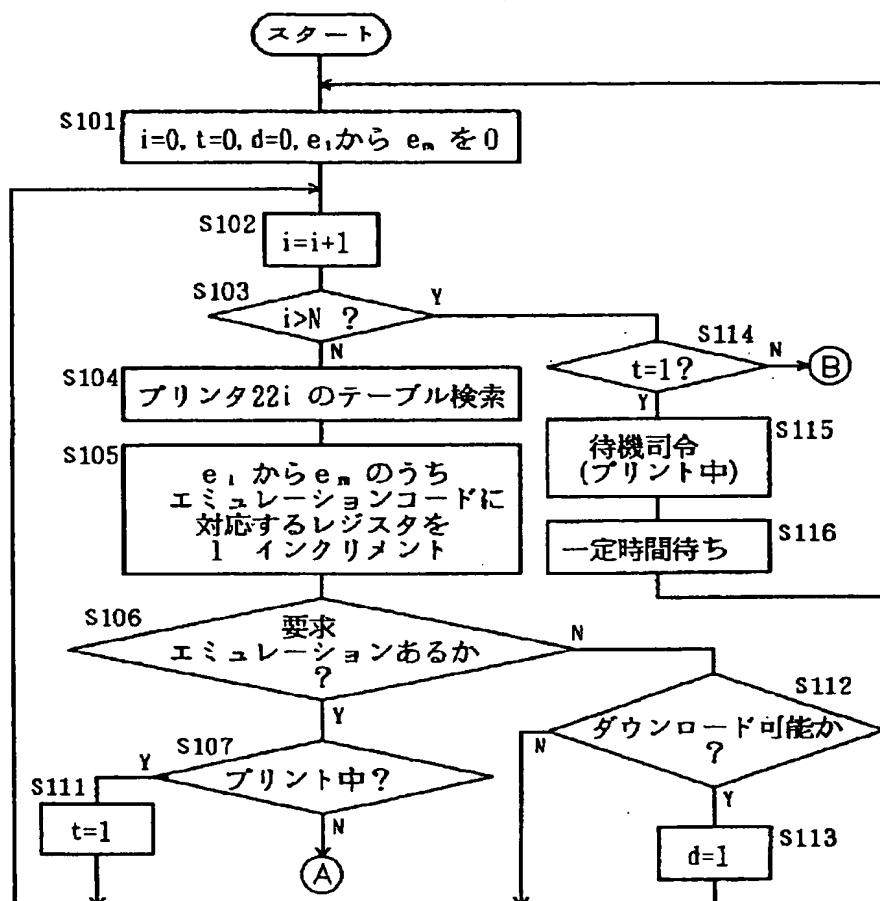 スタート
S101
i=0, t=0, d=0, e₁から eₘ を0
S102
i=i+1
S103
i>N ?
Y
N
S104
プリンタ22i のテーブル検索
S105
e₁ から eₘ のうち
エミュレーションコードに
対応するレジスタを
1 インクリメント
S106
要求
エミュレーションあるか
?
N
Y
S107
プリント中?
Y
N
S111
t=1
A
S114
t=1?
N
B
Y
S115
待機司令
(プリント中)
S116
一定時間待ち
S112
ダウンロード可能か
?
N
Y
S113
d=1